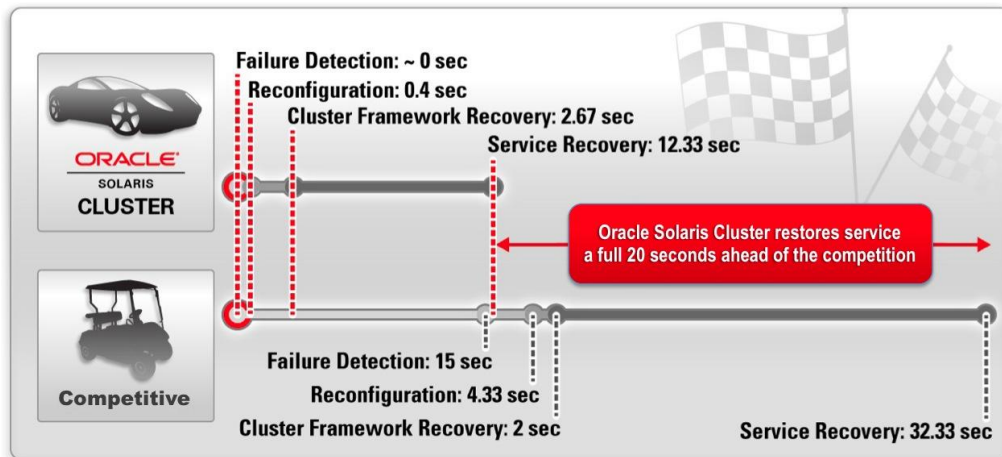 Failure Detection: ~ 0 sec
Reconfiguration: 0.4 sec
Cluster Framework Recovery: 2.67 sec
Service Recovery: 12.33 sec
ORACLE®
SOLARIS
CLUSTER
Oracle Solaris Cluster restores service
a full 20 seconds ahead of the competition
Competitive
Failure Detection: 15 sec
Reconfiguration: 4.33 sec
Cluster Framework Recovery: 2 sec
Service Recovery: 32.33 sec